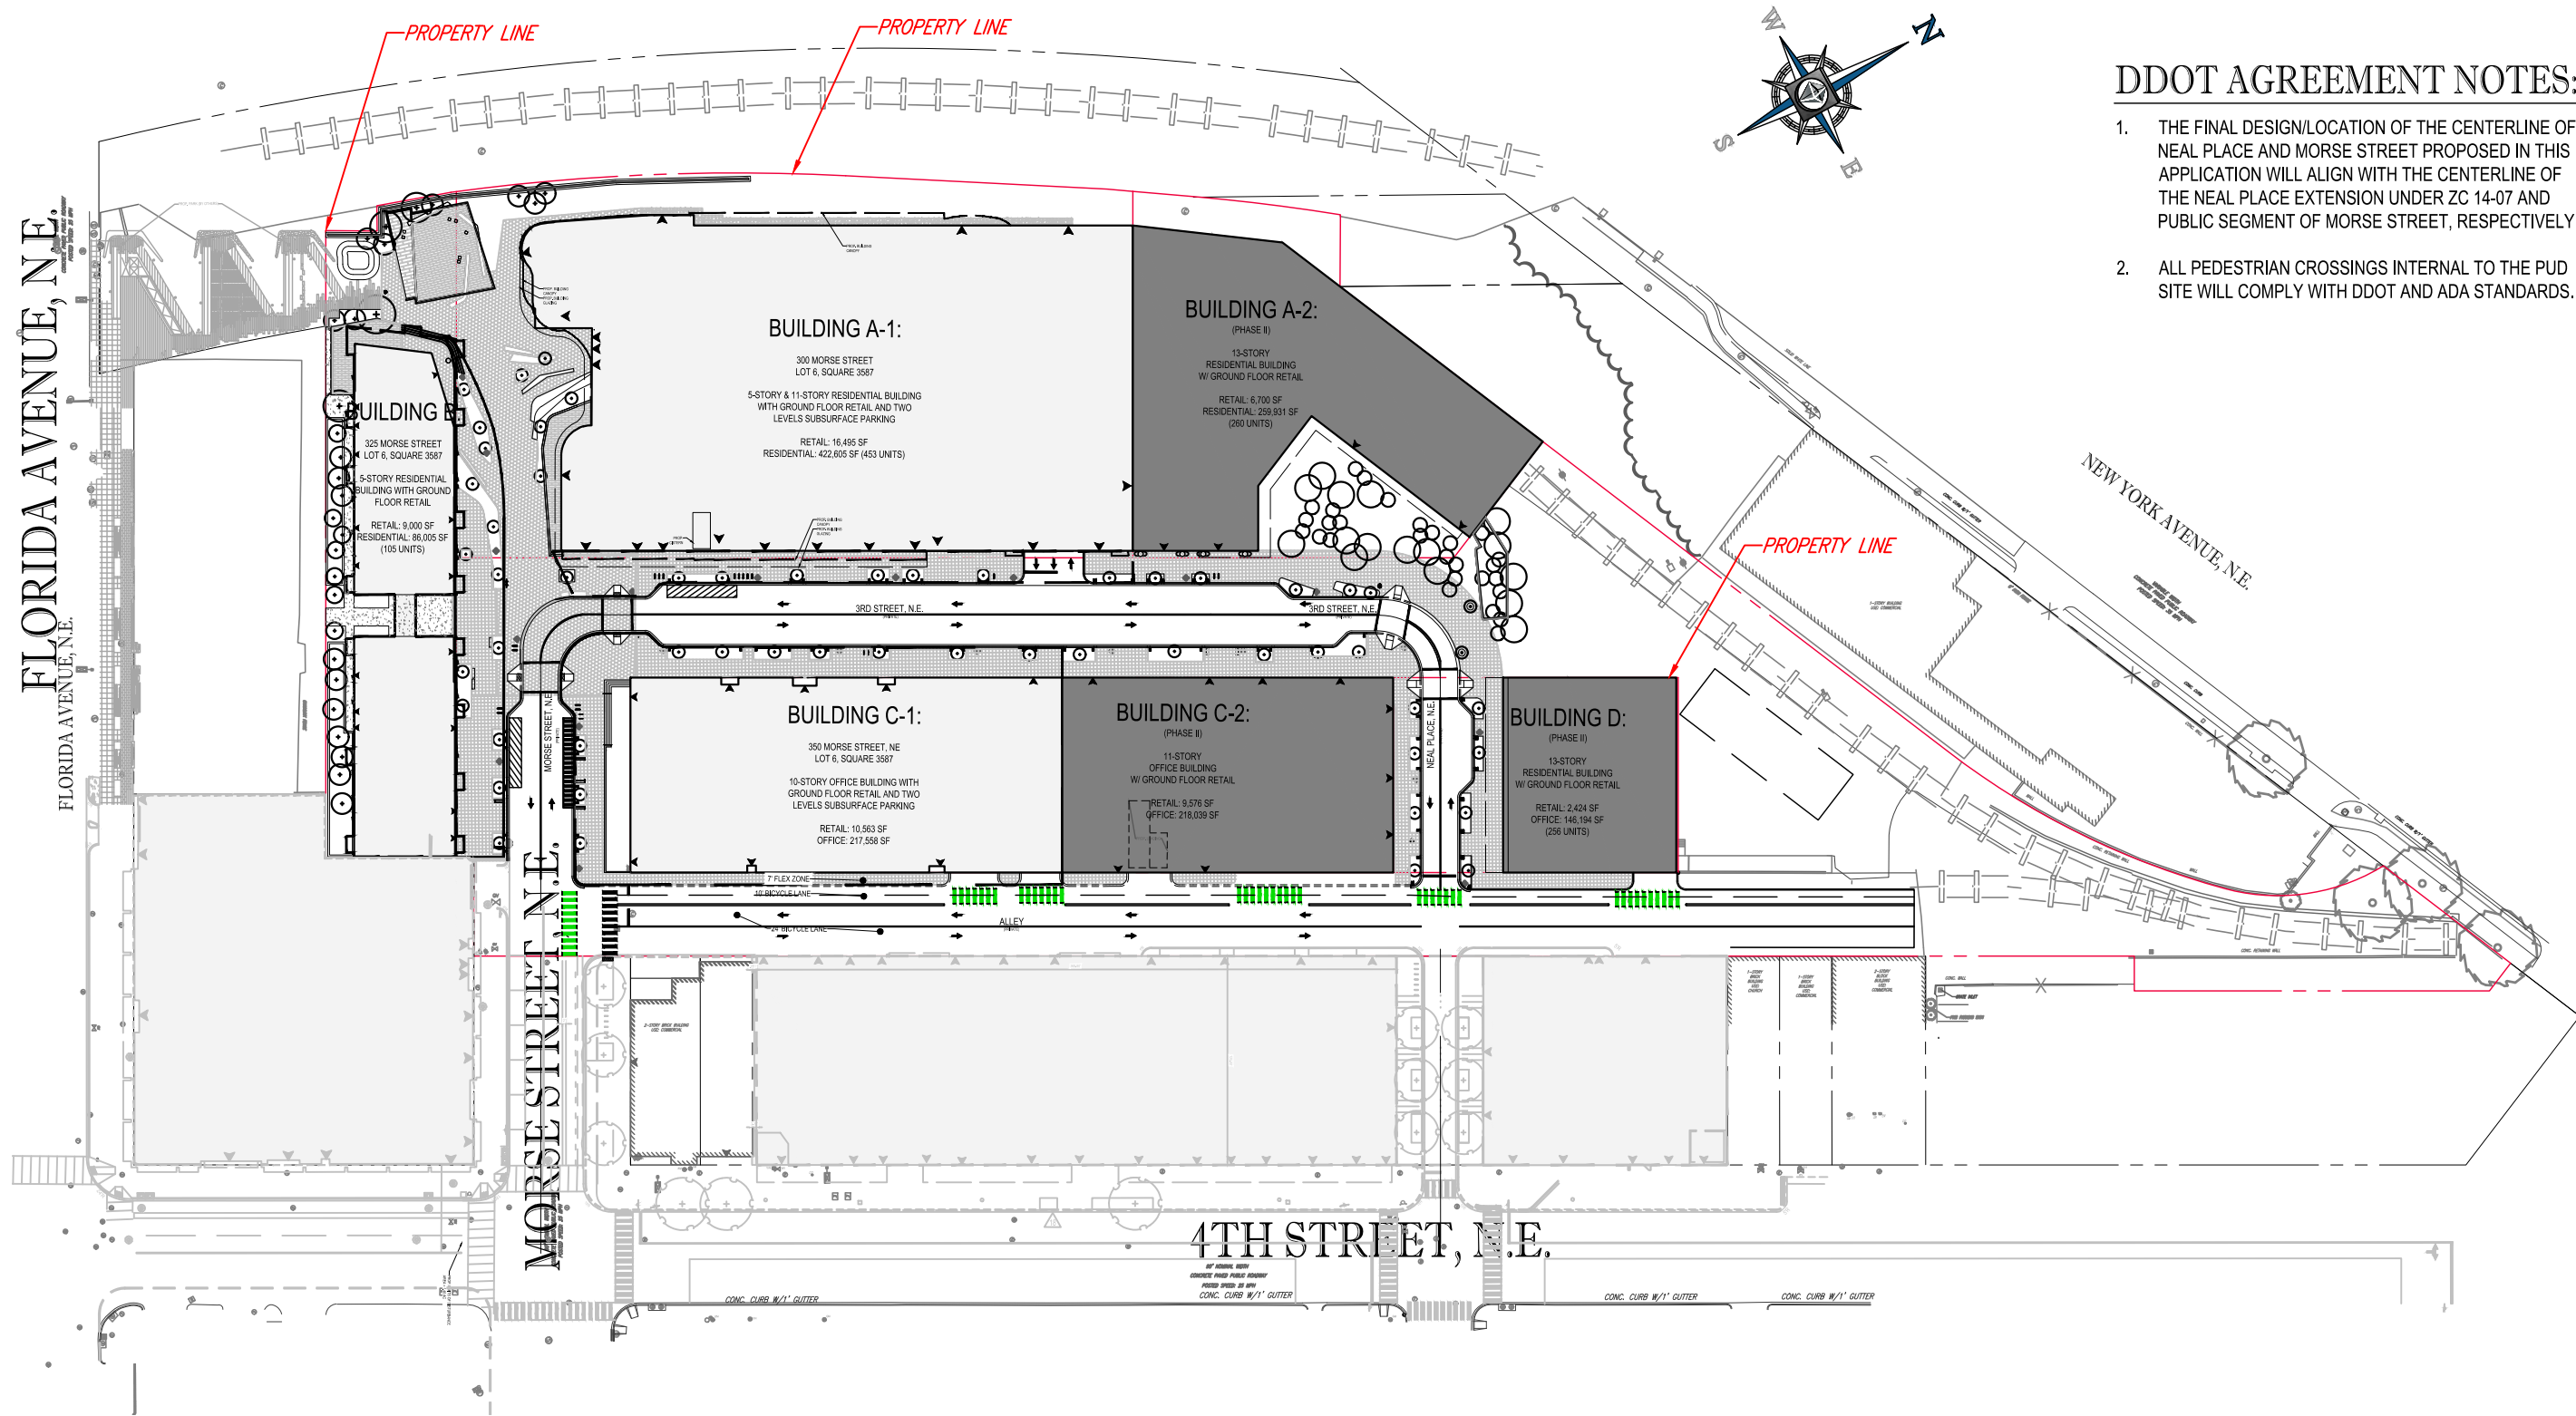 PROPERTY LINE
PROPERTY LINE
W
N
S
E
DDOT AGREEMENT NOTES:
1. THE FINAL DESIGN/LOCATION OF THE CENTERLINE OF
NEAL PLACE AND MORSE STREET PROPOSED IN THIS
APPLICATION WILL ALIGN WITH THE CENTERLINE OF
THE NEAL PLACE EXTENSION UNDER ZC 14-07 AND
PUBLIC SEGMENT OF MORSE STREET, RESPECTIVELY
2. ALL PEDESTRIAN CROSSINGS INTERNAL TO THE PUD
SITE WILL COMPLY WITH DDOT AND ADA STANDARDS.
FLORIDA AVENUE, N.E.
FLORIDA AVENUE, N.E.
BUILDING A-1:
300 MORSE STREET
LOT 6, SQUARE 3587
5-STORY & 11-STORY RESIDENTIAL BUILDING
WITH GROUND FLOOR RETAIL AND TWO
LEVELS SUBSURFACE PARKING
RETAIL: 16,495 SF
RESIDENTIAL: 422,605 SF (453 UNITS)
BUILDING A-2:
(PHASE II)
13-STORY
RESIDENTIAL BUILDING
W/ GROUND FLOOR RETAIL
RETAIL: 6,700 SF
RESIDENTIAL: 259,931 SF
(260 UNITS)
BUILDING B
325 MORSE STREET
LOT 6, SQUARE 3587
5-STORY RESIDENTIAL
BUILDING WITH GROUND
FLOOR RETAIL
RETAIL: 9,000 SF
RESIDENTIAL: 86,005 SF
(105 UNITS)
NEW YORK AVENUE, N.E.
PROPERTY LINE
3RD STREET, N.E.
3RD STREET, N.E.
MORSE STREET, N.E.
NEAL PLACE, N.E.
BUILDING C-1:
350 MORSE STREET, NE
LOT 6, SQUARE 3587
10-STORY OFFICE BUILDING WITH
GROUND FLOOR RETAIL AND TWO
LEVELS SUBSURFACE PARKING
RETAIL: 10,563 SF
OFFICE: 217,558 SF
BUILDING C-2:
(PHASE II)
11-STORY
OFFICE BUILDING
W/ GROUND FLOOR RETAIL
RETAIL: 9,576 SF
OFFICE: 218,039 SF
BUILDING D:
(PHASE II)
13-STORY
RESIDENTIAL BUILDING
W/ GROUND FLOOR RETAIL
RETAIL: 2,424 SF
OFFICE: 146,194 SF
(256 UNITS)
7' FLEX ZONE
10' BICYCLE LANE
ALLEY
24' BICYCLE LANE
MORSE STREET, N.E.
4TH STREET, N.E.
CONC. CURB W/1' GUTTER
CONC. CURB W/1' GUTTER
CONC. CURB W/1' GUTTER
CONC. CURB W/1' GUTTER